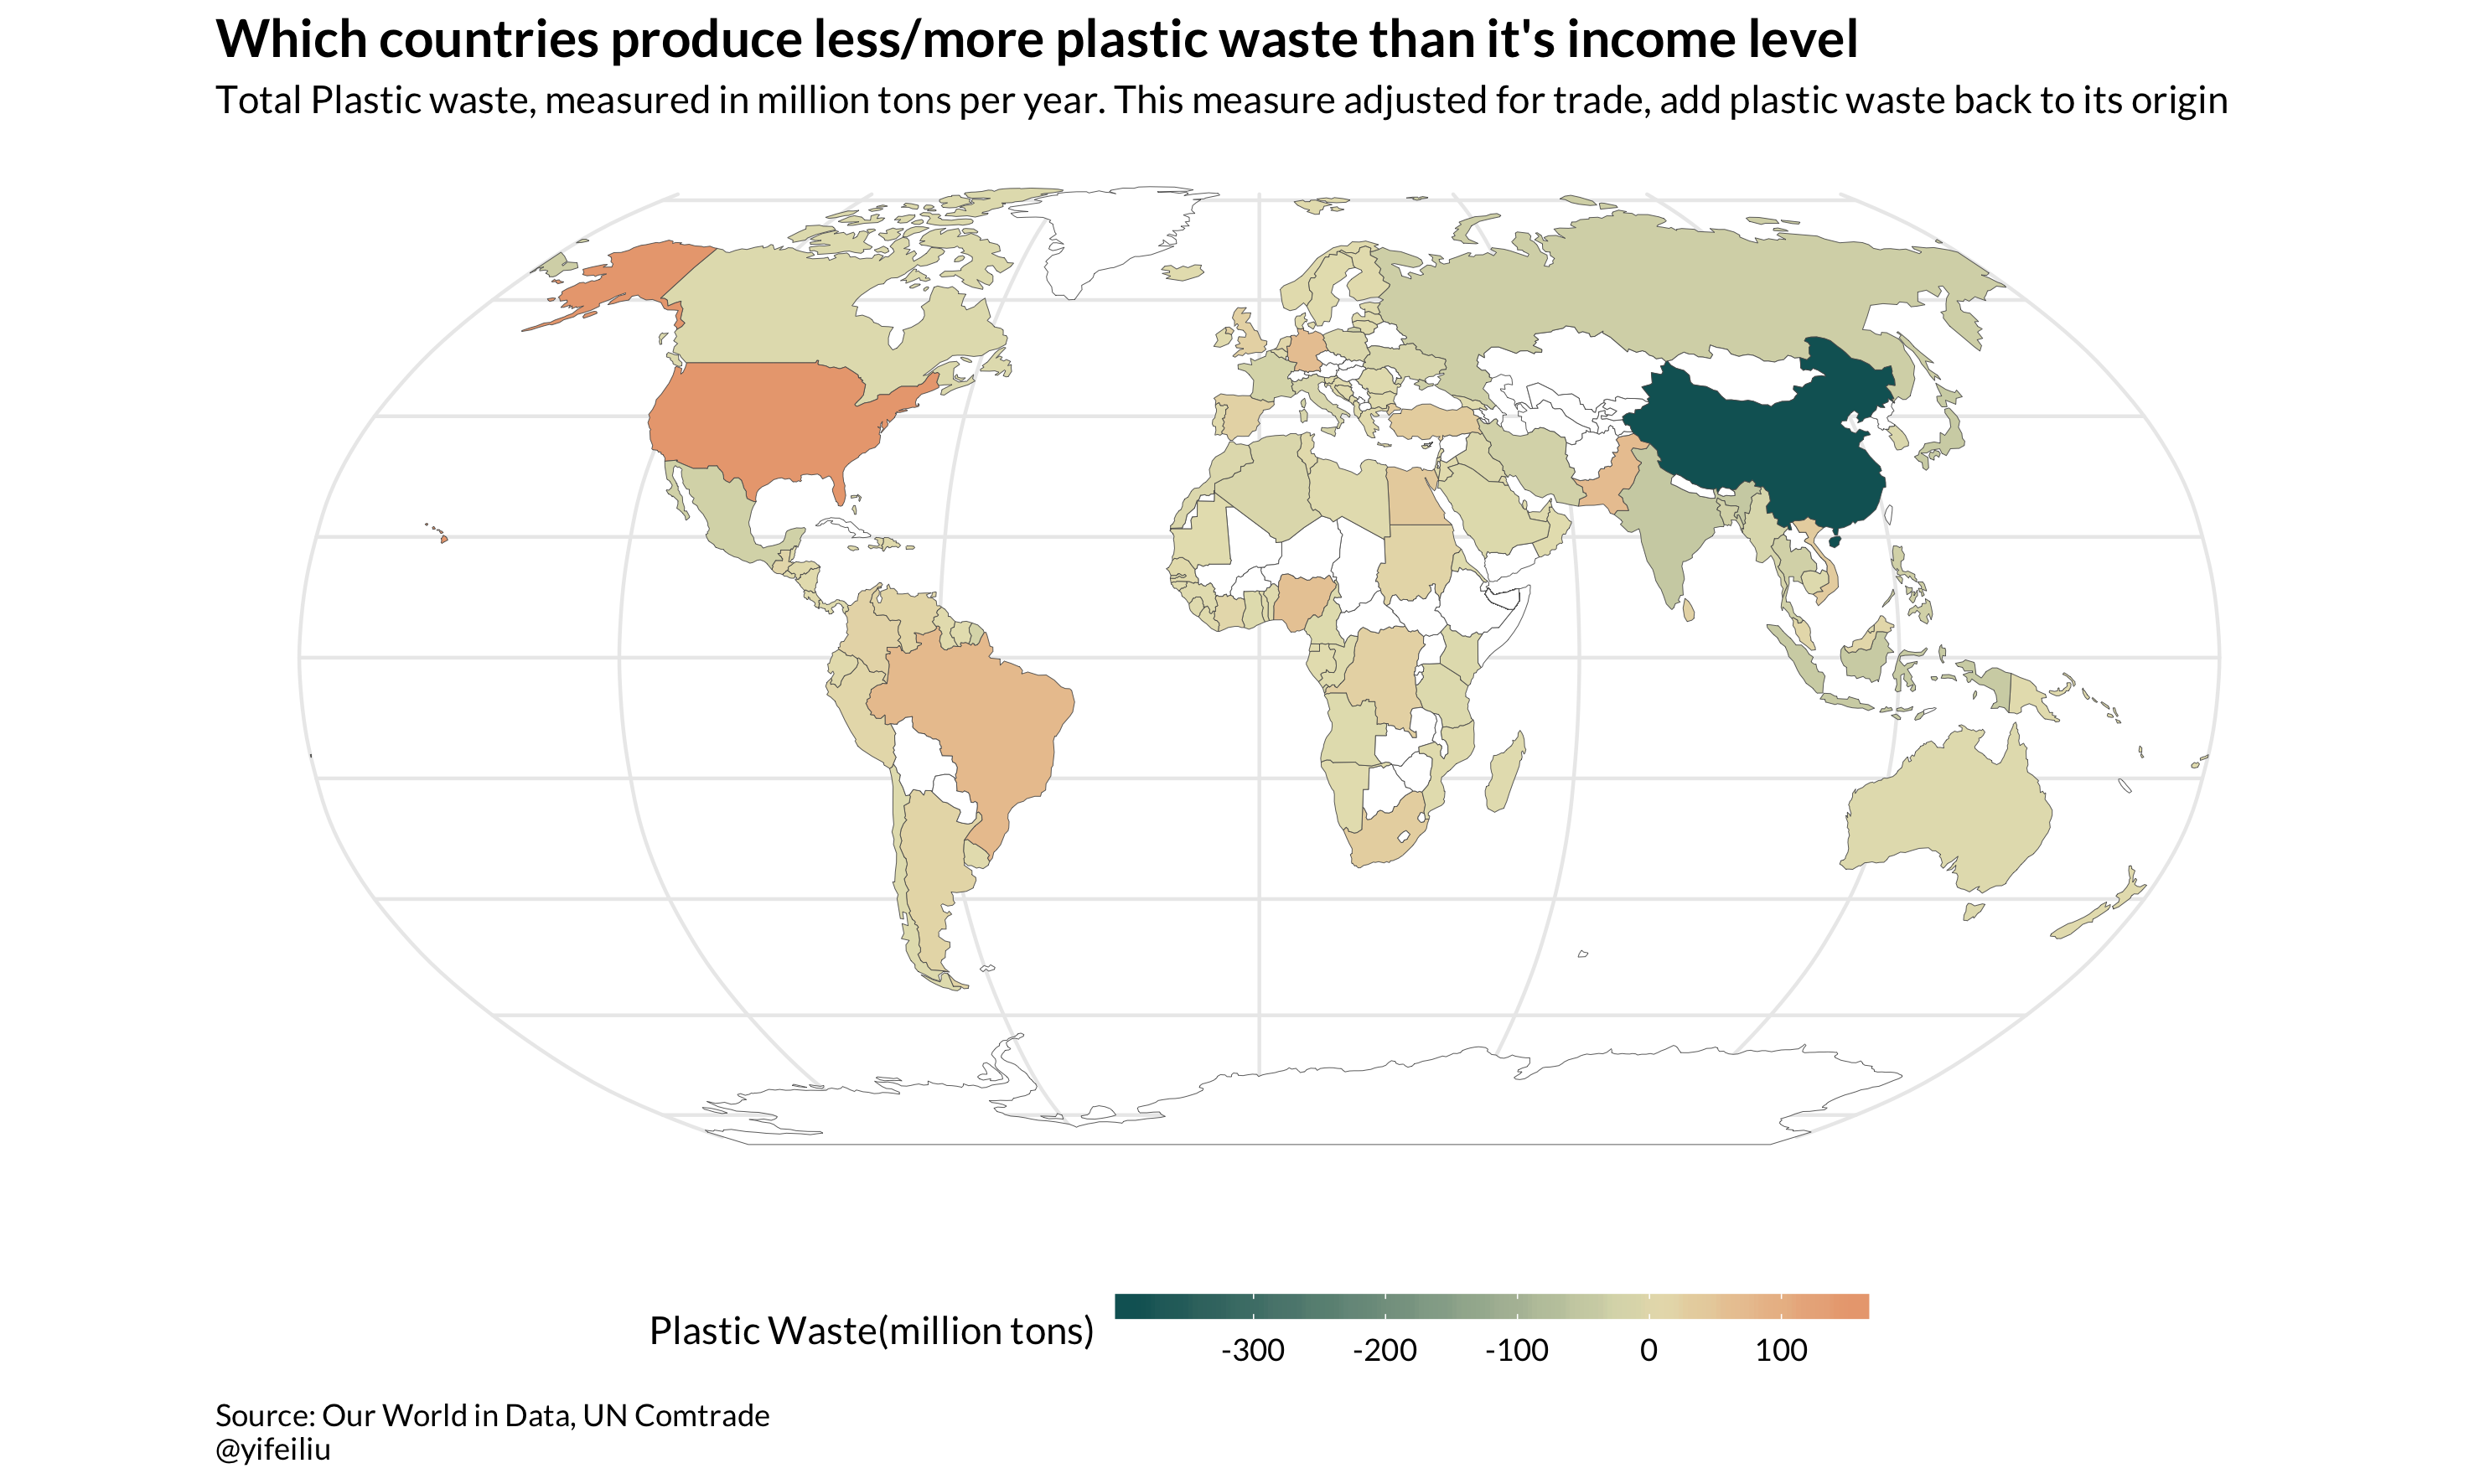 Which countries produce less/more plastic waste than it's income level
Total Plastic waste, measured in million tons per year. This measure adjusted for trade, add plastic waste back to its origin
Plastic Waste(million tons)
-300 -200 -100 0 100
Source: Our World in Data, UN Comtrade
@yifeiliu